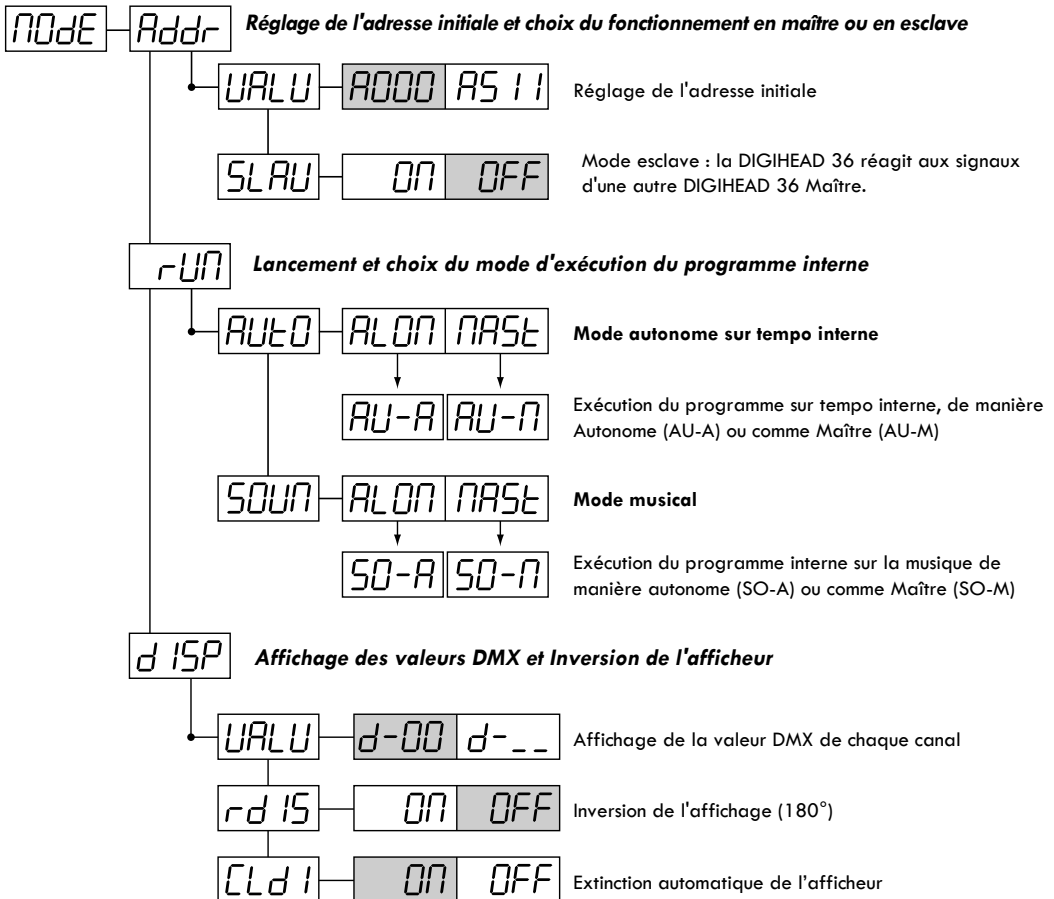 MOdE Addr Réglage de l'adresse initiale et choix du fonctionnement en maître ou en esclave
VALU A000 A511 Réglage de l'adresse initiale
SLAV ON OFF Mode esclave : la DIGIHEAD 36 réagit aux signaux
d'une autre DIGIHEAD 36 Maître.
rUN Lancement et choix du mode d'exécution du programme interne
AUtO ALON MASt Mode autonome sur tempo interne
AU-A AU-M Exécution du programme sur tempo interne, de manière
Autonome (AU-A) ou comme Maître (AU-M)
SOUN ALON MASt Mode musical
SO-A SO-M Exécution du programme interne sur la musique de
manière autonome (SO-A) ou comme Maître (SO-M)
dISP Affichage des valeurs DMX et Inversion de l'afficheur
VALU d-00 d-_ _ Affichage de la valeur DMX de chaque canal
rdIS ON OFF Inversion de l'affichage (180°)
CLdI ON OFF Extinction automatique de l'afficheur